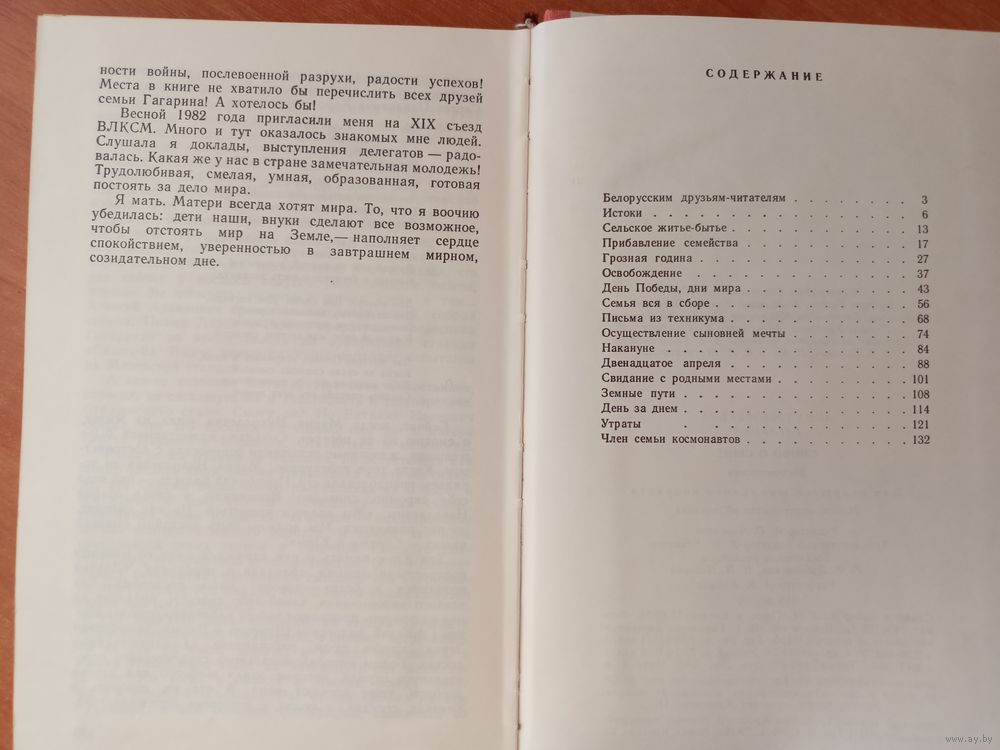 ности войны, послевоенной разрухи, радости успехов!
Места в книге не хватило бы перечислить всех друзей
семьи Гагарина! А хотелось бы!
Весной 1982 года пригласили меня на XIX съезд
ВЛКСМ. Много и тут оказалось знакомых мне людей.
Слушала я доклады, выступления делегатов — радо-
валась. Какая же у нас в стране замечательная молодежь!
Трудолюбивая, смелая, умная, образованная, готовая
постоять за дело мира.
Я мать. Матери всегда хотят мира. То, что я воочию
убедилась: дети наши, внуки сделают все возможное,
чтобы отстоять мир на Земле,— наполняет сердце
спокойствием, уверенностью в завтрашнем мирном,
созидательном дне.
СОДЕРЖАНИЕ
Белорусским друзьям-читателям . . . . . . . . 3
Истоки . . . . . . . . . . . . . . . . . 6
Сельское житье-бытье . . . . . . . . . . . . 13
Прибавление семейства . . . . . . . . . . . 17
Грозная година . . . . . . . . . . . . . . 27
Освобождение . . . . . . . . . . . . . . 37
День Победы, дни мира . . . . . . . . . . . 43
Семья вся в сборе . . . . . . . . . . . . . 56
Письма из техникума . . . . . . . . . . . . 68
Осуществление сыновней мечты . . . . . . . . 74
Накануне . . . . . . . . . . . . . . . . 84
Двенадцатое апреля . . . . . . . . . . . . 88
Свидание с родными местами . . . . . . . . . 101
Земные пути . . . . . . . . . . . . . . . 108
День за днем . . . . . . . . . . . . . . . 114
Утраты . . . . . . . . . . . . . . . 121
Член семьи космонавтов . . . . . . . . . . . 132
www.ay.by